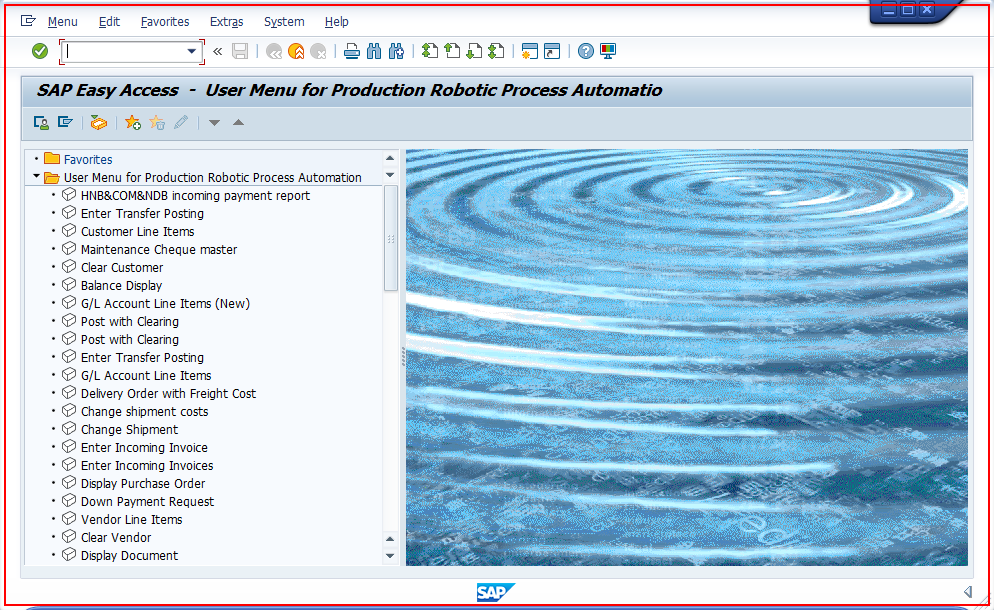 Menu Edit Favorites Extras System Help
SAP Easy Access - User Menu for Production Robotic Process Automatio
Favorites
User Menu for Production Robotic Process Automation
HNB&COM&NDB incoming payment report
Enter Transfer Posting
Customer Line Items
Maintenance Cheque master
Clear Customer
Balance Display
G/L Account Line Items (New)
Post with Clearing
Post with Clearing
Enter Transfer Posting
G/L Account Line Items
Delivery Order with Freight Cost
Change shipment costs
Change Shipment
Enter Incoming Invoice
Enter Incoming Invoices
Display Purchase Order
Down Payment Request
Vendor Line Items
Clear Vendor
Display Document
SAP